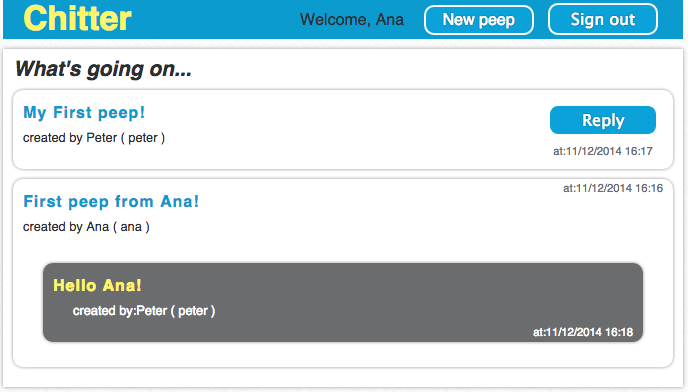 Chitter
Welcome, Ana
New peep
Sign out
What's going on...
My First peep!
Reply
created by Peter ( peter )
at:11/12/2014 16:17
at:11/12/2014 16:16
First peep from Ana!
created by Ana ( ana )
Hello Ana!
created by:Peter ( peter )
at:11/12/2014 16:18